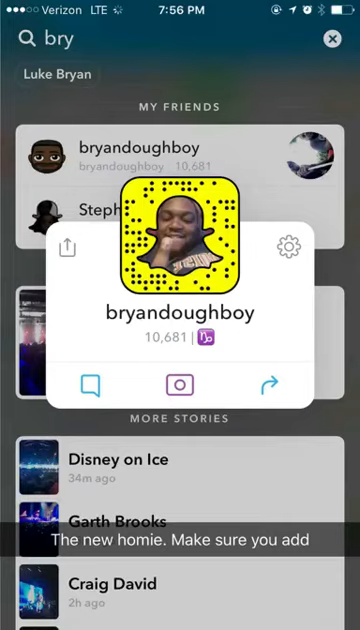 Verizon LTE 7:56 PM
bry
Luke Bryan
MY FRIENDS
bryandoughboy
bryandoughboy 10,681
Steph
bryandoughboy
10,681 | ♑
MORE STORIES
Disney on Ice
34m ago
Garth Brooks
The new homie. Make sure you add
Craig David
2h ago